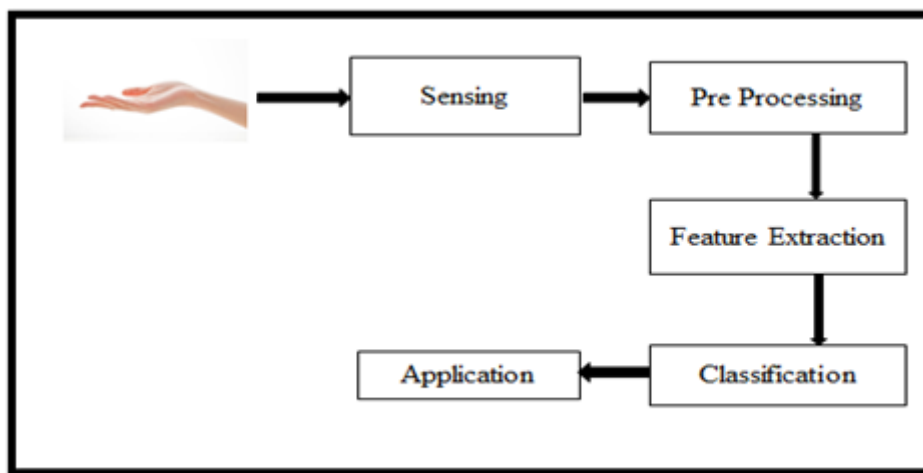 Sensing
Pre Processing
Feature Extraction
Classification
Application